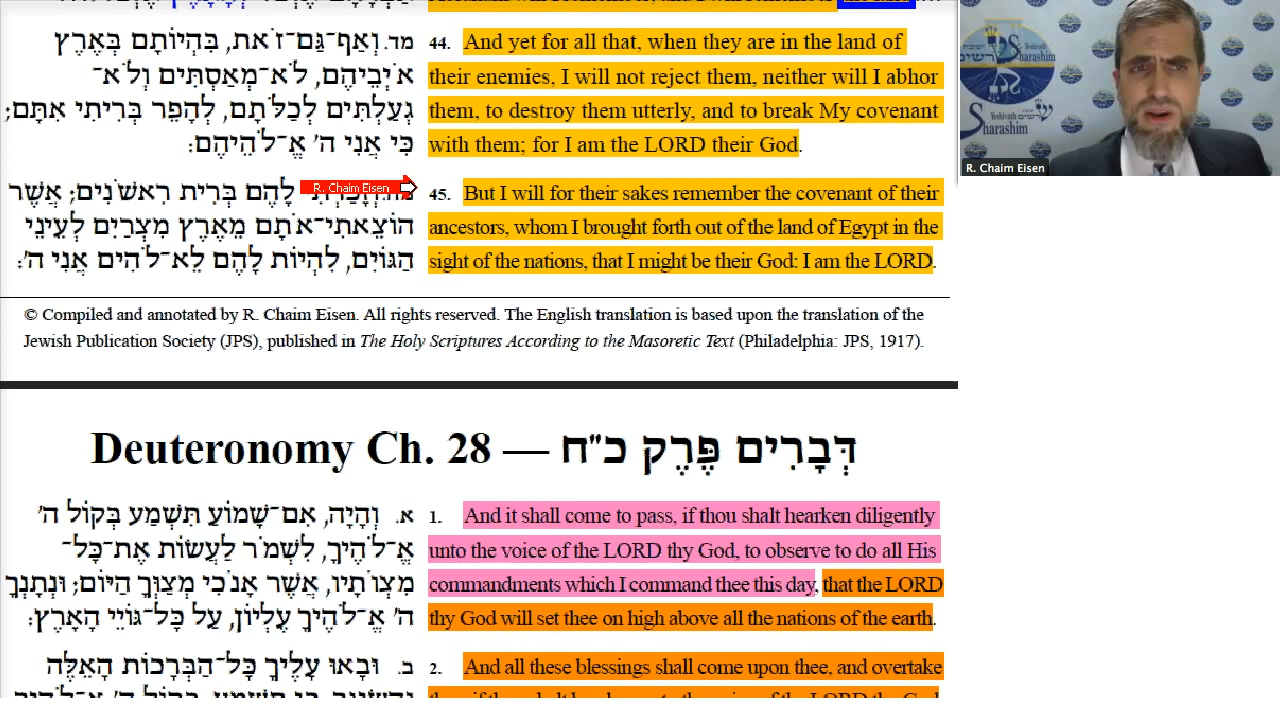 מד. וְאַף־גַּם־זֹאת, בִּהְיוֹתָם בְּאֶרֶץ
אֹיְבֵיהֶם, לֹא־מְאַסְתִּים וְלֹא־
גְעַלְתִּים לְכַלֹּתָם, לְהָפֵר בְּרִיתִי אִתָּם;
כִּי אֲנִי ה' אֱ־לֹהֵיהֶם:
44. And yet for all that, when they are in the land of
their enemies, I will not reject them, neither will I abhor
them, to destroy them utterly, and to break My covenant
with them; for I am the LORD their God.
R. Chaim Eisen
לָהֶם בְּרִית רִאשֹׁנִים; אֲשֶׁר
הוֹצֵאתִי־אֹתָם מֵאֶרֶץ מִצְרַיִם לְעֵינֵי
הַגּוֹיִם, לִהְיוֹת לָהֶם לֵא־לֹהִים אֲנִי ה':
45. But I will for their sakes remember the covenant of their
ancestors, whom I brought forth out of the land of Egypt in the
sight of the nations, that I might be their God: I am the LORD.
© Compiled and annotated by R. Chaim Eisen. All rights reserved. The English translation is based upon the translation of the
Jewish Publication Society (JPS), published in The Holy Scriptures According to the Masoretic Text (Philadelphia: JPS, 1917).
Deuteronomy Ch. 28 — דְּבָרִים פֶּרֶק כ"ח
א. וְהָיָה, אִם־שָׁמוֹעַ תִּשְׁמַע בְּקוֹל ה'
אֱ־לֹהֶיךָ, לִשְׁמֹר לַעֲשׂוֹת אֶת־כָּל־
מִצְוֹתָיו, אֲשֶׁר אָנֹכִי מְצַוְּךָ הַיּוֹם; וּנְתָנְךָ
ה' אֱ־לֹהֶיךָ עֶלְיוֹן, עַל כָּל־גּוֹיֵי הָאָרֶץ:
1. And it shall come to pass, if thou shalt hearken diligently
unto the voice of the LORD thy God, to observe to do all His
commandments which I command thee this day, that the LORD
thy God will set thee on high above all the nations of the earth.
ב. וּבָאוּ עָלֶיךָ כָּל־הַבְּרָכוֹת הָאֵלֶּה
2. And all these blessings shall come upon thee, and overtake
Yeshivath
Sharashim
Yeshivath
Sharashim
R. Chaim Eisen